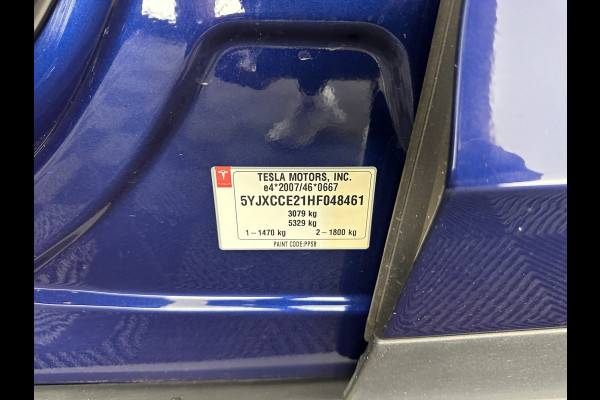 TESLA MOTORS, INC.
e4*2007/46*0667
5YJXCCE21HF048461
3079 kg
5329 kg
1-1470 kg 2-1800 kg
PAINT CODE:PPSB